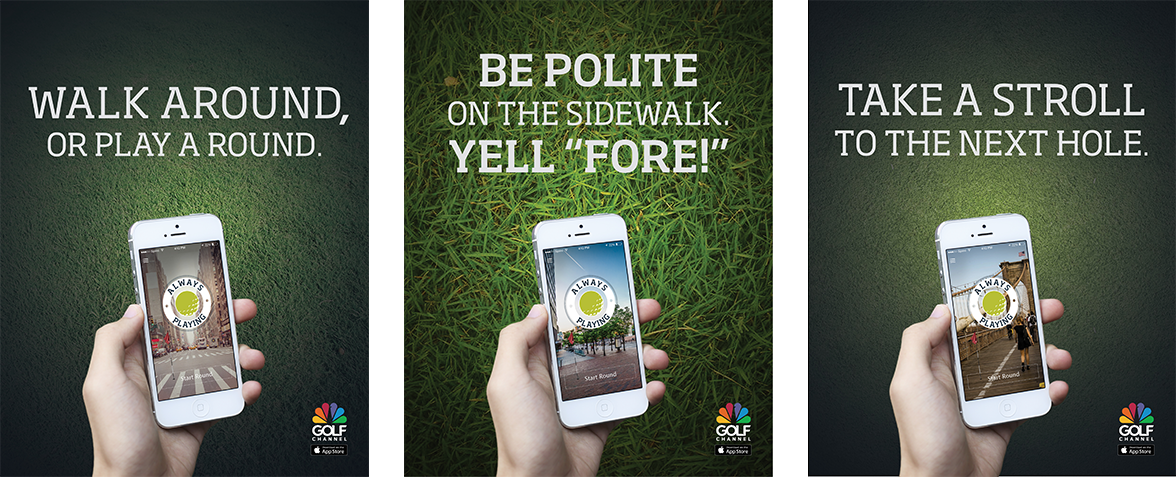 WALK AROUND,
OR PLAY A ROUND.
ALWAYS
PLAYING
Start Round
GOLF
CHANNEL
App Store
BE POLITE
ON THE SIDEWALK.
YELL “FORE!”
ALWAYS
PLAYING
Start Round
GOLF
CHANNEL
App Store
TAKE A STROLL
TO THE NEXT HOLE.
ALWAYS
PLAYING
Start Round
GOLF
CHANNEL
App Store